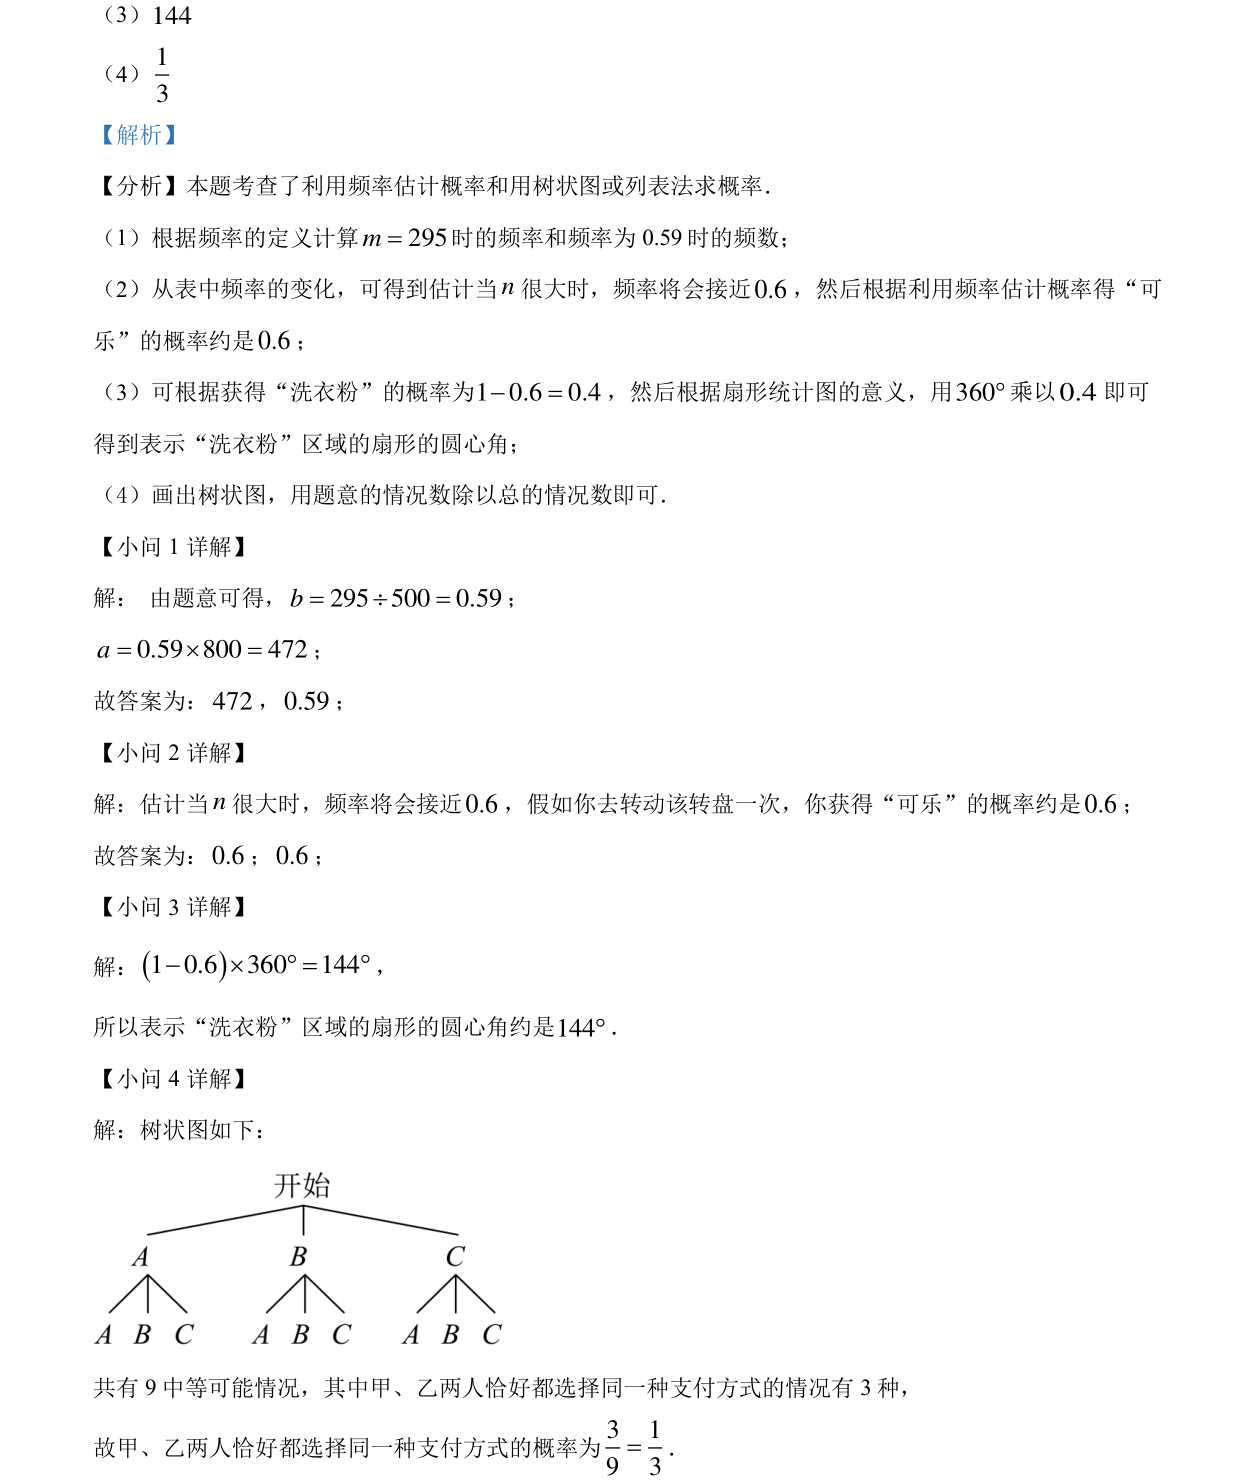 （3）144
（4）1/3
【解析】
【分析】本题考查了利用频率估计概率和用树状图或列表法求概率．
（1）根据频率的定义计算m = 295时的频率和频率为 0.59 时的频数；
（2）从表中频率的变化，可得到估计当n 很大时，频率将会接近0.6，然后根据利用频率估计概率得“可
乐”的概率约是0.6；
（3）可根据获得“洗衣粉”的概率为1−0.6 = 0.4，然后根据扇形统计图的意义，用360°乘以0.4 即可
得到表示“洗衣粉”区域的扇形的圆心角；
（4）画出树状图，用题意的情况数除以总的情况数即可．
【小问 1 详解】
解： 由题意可得，b = 295÷500 = 0.59；
a = 0.59×800 = 472；
故答案为：472，0.59；
【小问 2 详解】
解：估计当n 很大时，频率将会接近0.6，假如你去转动该转盘一次，你获得“可乐”的概率约是0.6；
故答案为：0.6；0.6；
【小问 3 详解】
解：(1−0.6)×360° = 144°，
所以表示“洗衣粉”区域的扇形的圆心角约是144°．
【小问 4 详解】
解：树状图如下：
开始
A B C
A B C A B C A B C
共有 9 中等可能情况，其中甲、乙两人恰好都选择同一种支付方式的情况有 3 种，
故甲、乙两人恰好都选择同一种支付方式的概率为3/9 = 1/3．